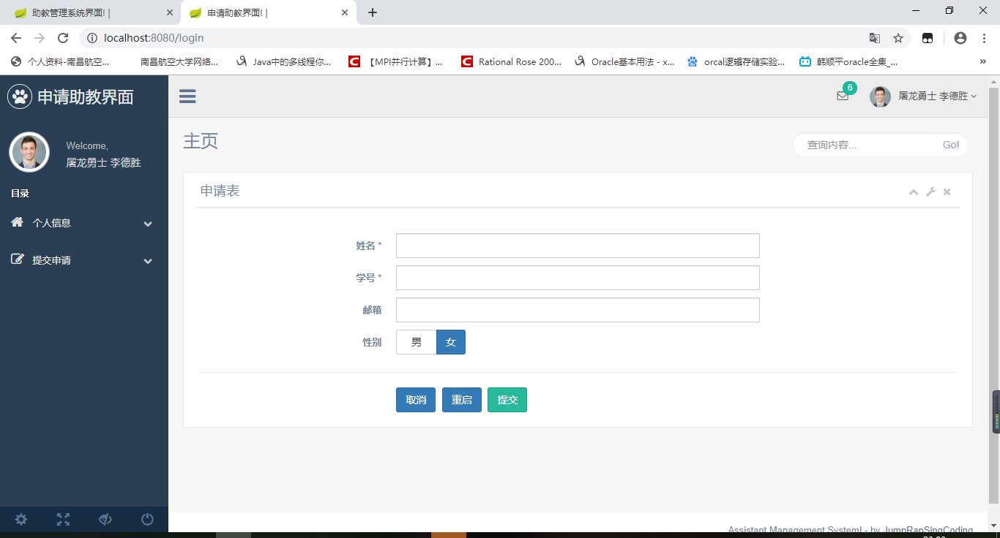 助教管理系统界面! |
申请助教界面! |
localhost:8080/login
个人资料-南昌航空...
南昌航空大学网络...
Java中的多线程你...
【MPI并行计算】...
Rational Rose 200...
Oracle基本用法 - x...
orcal逻辑存储实验...
韩顺平oracle全集_...
»
申请助教界面
6
屠龙勇士 李德胜
Welcome,
屠龙勇士 李德胜
主页
查询内容...
Go!
目录
个人信息
提交申请
申请表
姓名 *
学号 *
邮箱
性别
男
女
取消
重启
提交
Assistant Management System! - by JumpRapSingCoding